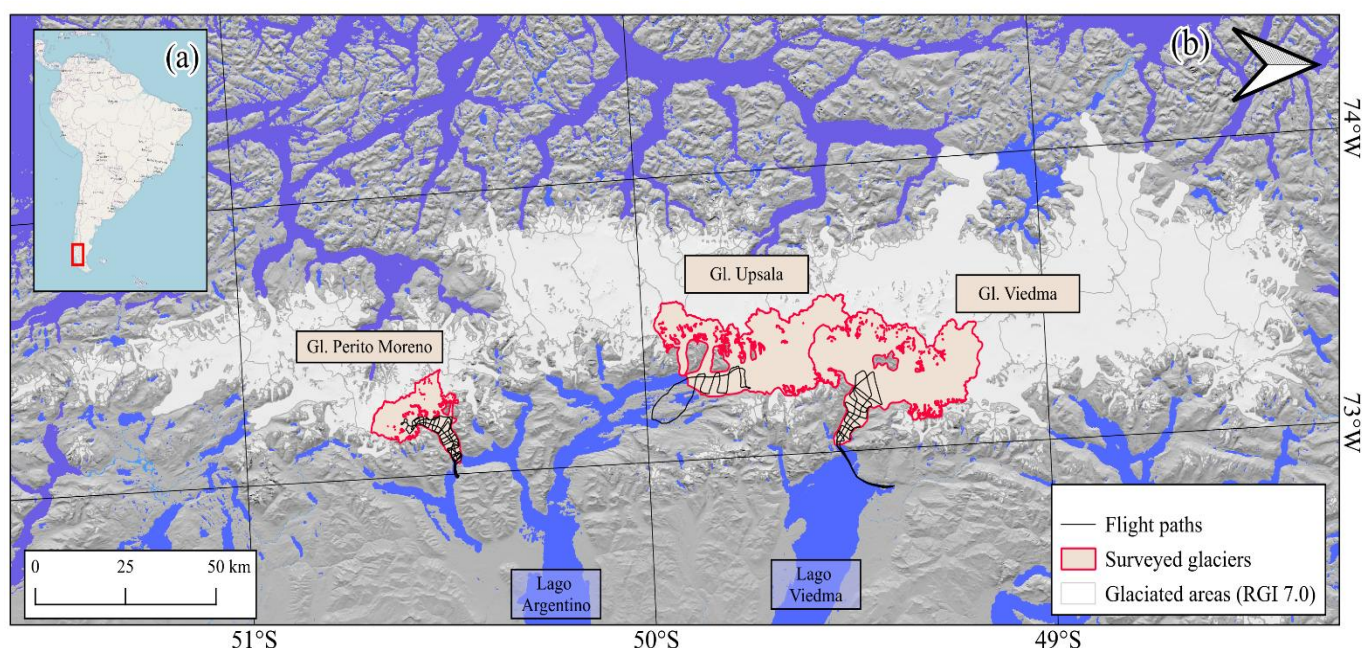 (a)
(b)
74°W
Gl. Upsala
Gl. Viedma
Gl. Perito Moreno
73°W
Flight paths
Surveyed glaciers
Glaciated areas (RGI 7.0)
0 25 50 km
Lago
Argentino
Lago
Viedma
51°S
50°S
49°S